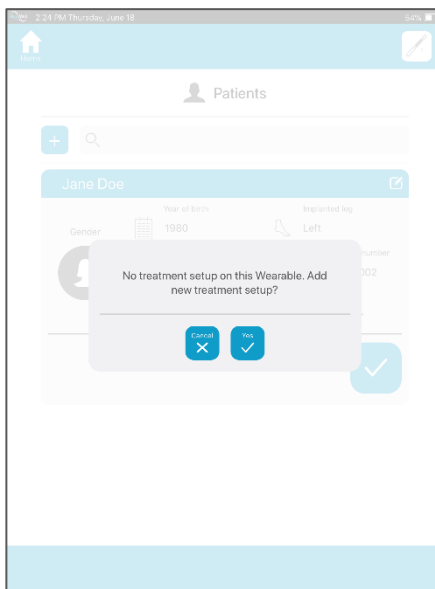 2:24 PM Thursday, June 18
54%
Home
Patients
+
Jane Doe
Year of birth
Implanted leg
Gender
1980
Left
number
002
No treatment setup on this Wearable. Add
new treatment setup?
Cancel
Yes